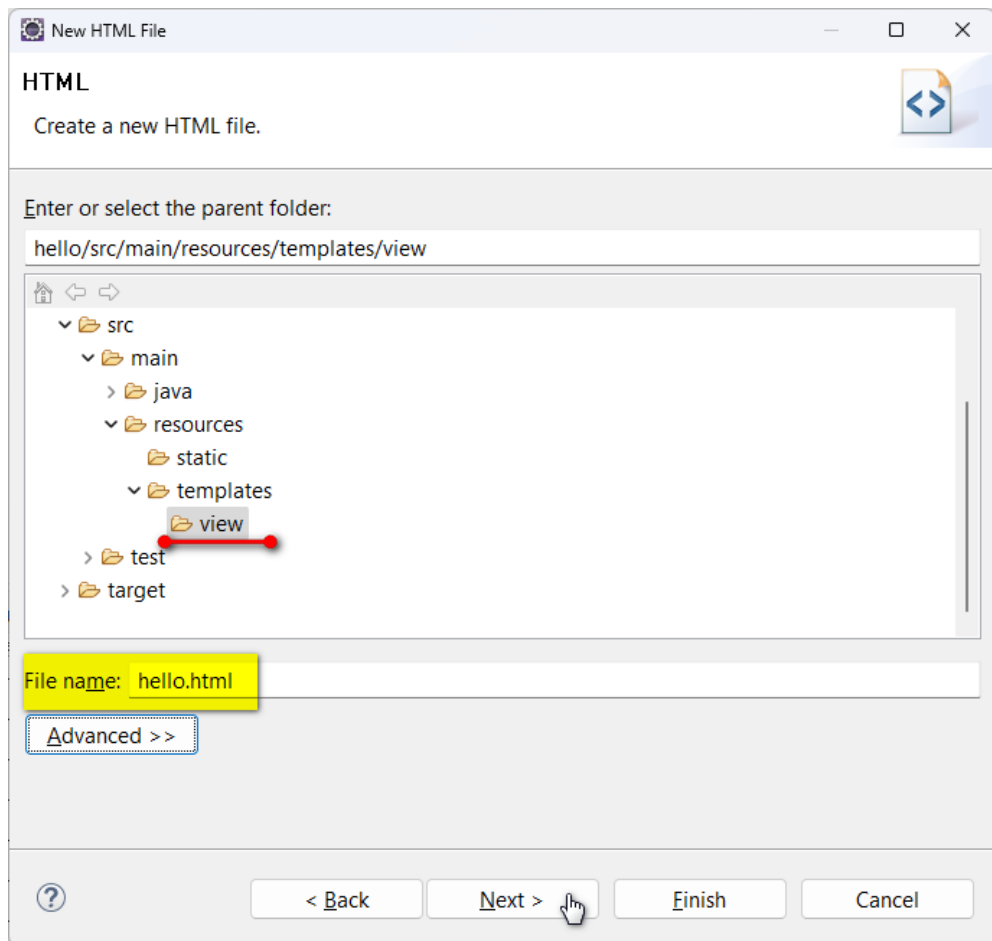 New HTML File
HTML
Create a new HTML file.
Enter or select the parent folder:
hello/src/main/resources/templates/view
src
main
java
resources
static
templates
view
test
target
File name: hello.html
Advanced >>
< Back Next > Finish Cancel